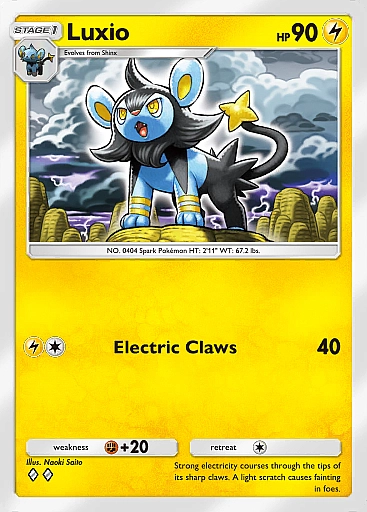 STAGE 1
Luxio
HP 90
Evolves from Shinx
NO. 0404 Spark Pokémon HT: 2'11" WT: 67.2 lbs.
Electric Claws 40
weakness +20 retreat
Illus. Naoki Saito
Strong electricity courses through the tips of
its sharp claws. A light scratch causes fainting
in foes.